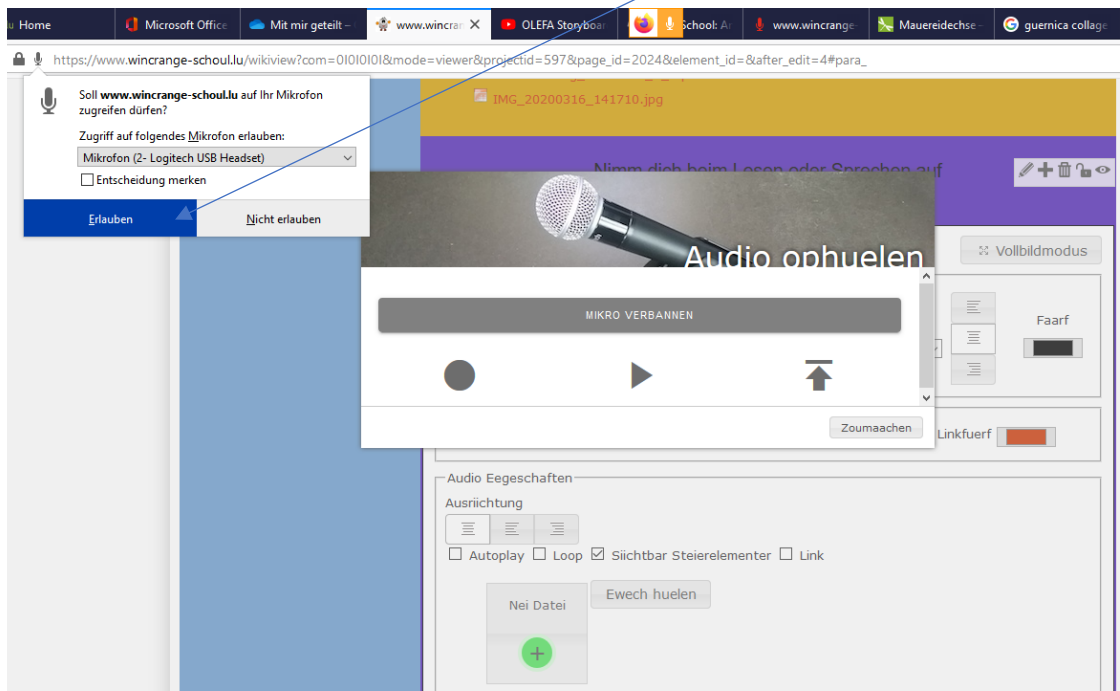 Home
Microsoft Office
Mit mir geteilt –
www.wincran
OLEFA Storyboar
School: Ar
www.wincrange-
Mauereidechse –
guernica collage
https://www.wincrange-schoul.lu/wikiview?com=0I0I0I0I&mode=viewer&projectid=597&page_id=2024&element_id=&after_edit=4#para_
Soll www.wincrange-schoul.lu auf Ihr Mikrofon
zugreifen dürfen?
Zugriff auf folgendes Mikrofon erlauben:
Mikrofon (2- Logitech USB Headset)
Entscheidung merken
Erlauben
Nicht erlauben
IMG_20200316_141710.jpg
Nimm dich beim Lesen oder Sprechen auf
Audio ophuelen
MIKRO VERBANNEN
Zoumaachen
Vollbildmodus
Faarf
Linkfuerf
Audio Eegeschaften
Ausriichtung
Autoplay
Loop
Siichtbar Steierelementer
Link
Nei Datei
Ewech huelen